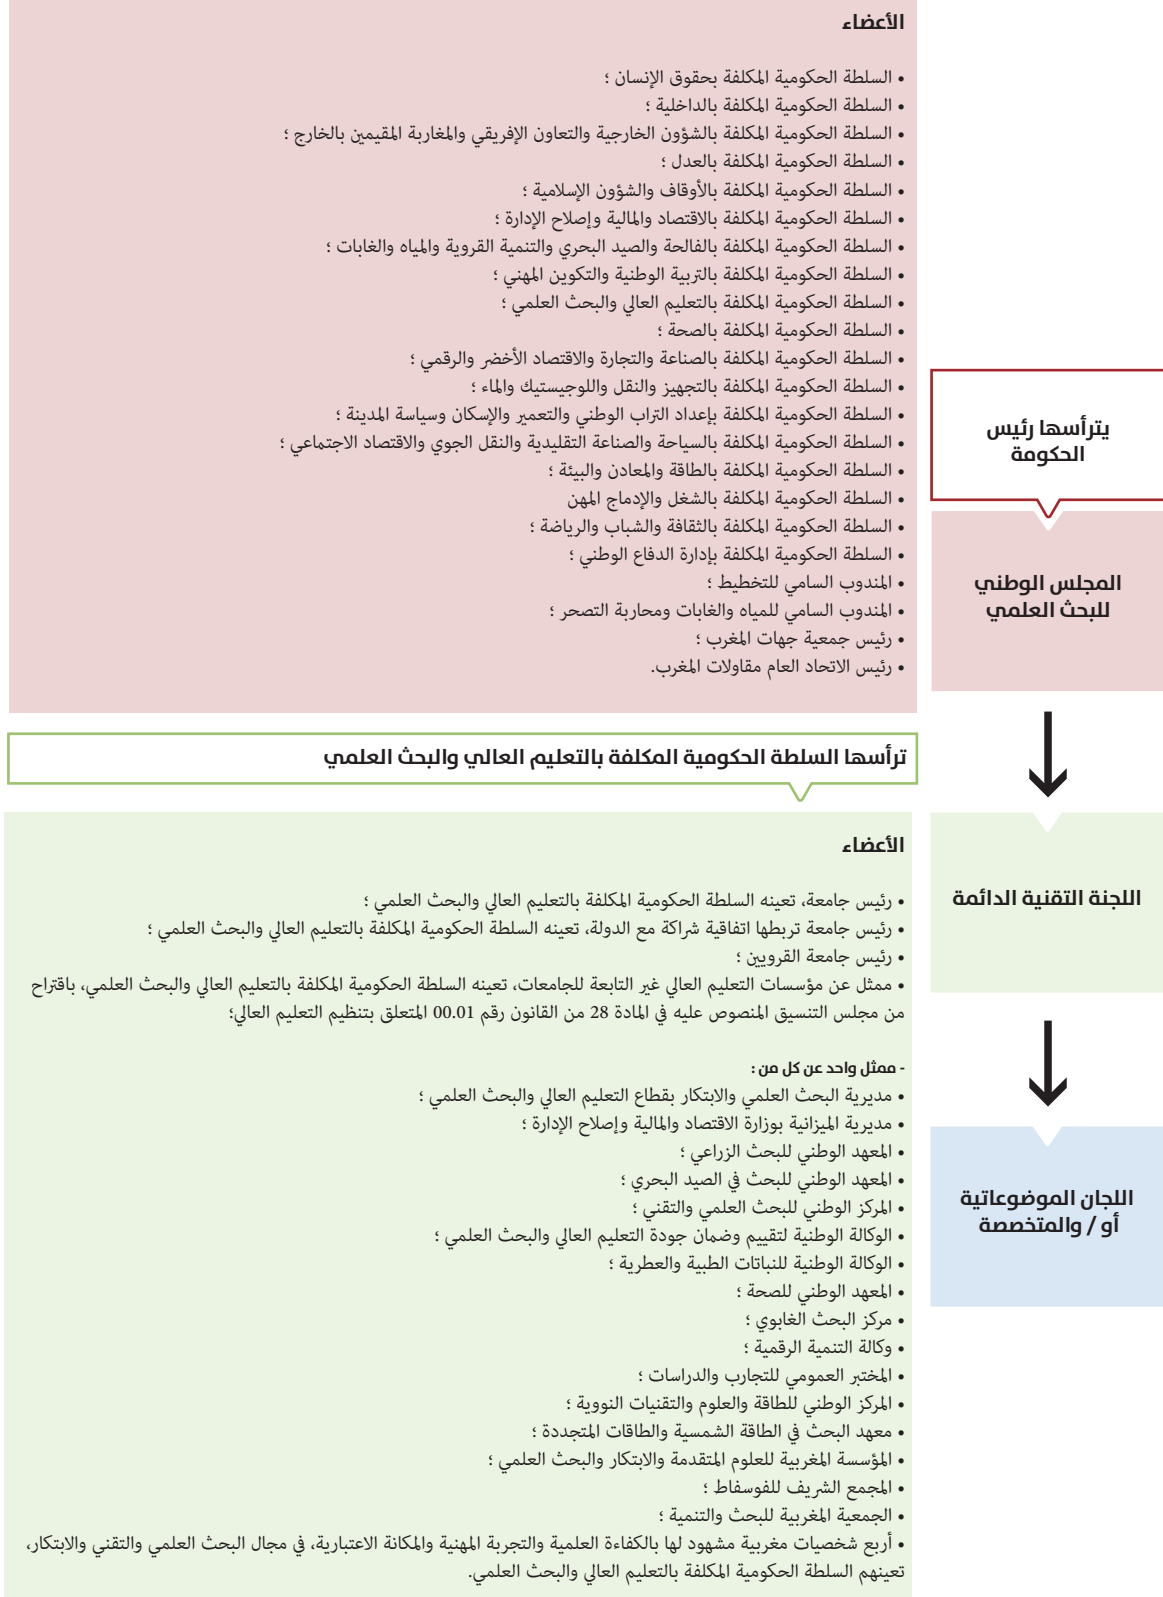 الأعضاء
• السلطة الحكومية المكلفة بحقوق الإنسان ؛
• السلطة الحكومية المكلفة بالداخلية ؛
• السلطة الحكومية المكلفة بالشؤون الخارجية والتعاون الإفريقي والمغاربة المقيمين بالخارج ؛
• السلطة الحكومية المكلفة بالعدل ؛
• السلطة الحكومية المكلفة بالأوقاف والشؤون الإسلامية ؛
• السلطة الحكومية المكلفة بالاقتصاد والمالية وإصلاح الإدارة ؛
• السلطة الحكومية المكلفة بالفالحة والصيد البحري والتنمية القروية والمياه والغابات ؛
• السلطة الحكومية المكلفة بالتربية الوطنية والتكوين المهني ؛
• السلطة الحكومية المكلفة بالتعليم العالي والبحث العلمي ؛
• السلطة الحكومية المكلفة بالصحة ؛
• السلطة الحكومية المكلفة بالصناعة والتجارة والاقتصاد الأخضر والرقمي ؛
• السلطة الحكومية المكلفة بالتجهيز والنقل واللوجيستيك والماء ؛
• السلطة الحكومية المكلفة بإعداد التراب الوطني والتعمير والإسكان وسياسة المدينة ؛
• السلطة الحكومية المكلفة بالسياحة والصناعة التقليدية والنقل الجوي والاقتصاد الاجتماعي ؛
• السلطة الحكومية المكلفة بالطاقة والمعادن والبيئة ؛
• السلطة الحكومية المكلفة بالشغل والإدماج المهن
• السلطة الحكومية المكلفة بالثقافة والشباب والرياضة ؛
• السلطة الحكومية المكلفة بإدارة الدفاع الوطني ؛
• المندوب السامي للتخطيط ؛
• المندوب السامي للمياه والغابات ومحاربة التصحر ؛
• رئيس جمعية جهات المغرب ؛
• رئيس الاتحاد العام مقاولات المغرب.
يترأسها رئيس
الحكومة
المجلس الوطني
للبحث العلمي
ترأسها السلطة الحكومية المكلفة بالتعليم العالي والبحث العلمي
اللجنة التقنية الدائمة
الأعضاء
• رئيس جامعة، تعينه السلطة الحكومية المكلفة بالتعليم العالي والبحث العلمي ؛
• رئيس جامعة تربطها اتفاقية شراكة مع الدولة، تعينه السلطة الحكومية المكلفة بالتعليم العالي والبحث العلمي ؛
• رئيس جامعة القرويين ؛
• ممثل عن مؤسسات التعليم العالي غير التابعة للجامعات، تعينه السلطة الحكومية المكلفة بالتعليم العالي والبحث العلمي، باقتراح
من مجلس التنسيق المنصوص عليه في المادة 28 من القانون رقم 00.01 المتعلق بتنظيم التعليم العالي؛
- ممثل واحد عن كل من :
• مديرية البحث العلمي والابتكار بقطاع التعليم العالي والبحث العلمي ؛
• مديرية الميزانية بوزارة الاقتصاد والمالية وإصلاح الإدارة ؛
• المعهد الوطني للبحث الزراعي ؛
• المعهد الوطني للبحث في الصيد البحري ؛
• المركز الوطني للبحث العلمي والتقني ؛
• الوكالة الوطنية لتقييم وضمان جودة التعليم العالي والبحث العلمي ؛
• الوكالة الوطنية للنباتات الطبية والعطرية ؛
• المعهد الوطني للصحة ؛
• مركز البحث الغابوي ؛
• وكالة التنمية الرقمية ؛
• المختبر العمومي للتجارب والدراسات ؛
• المركز الوطني للطاقة والعلوم والتقنيات النووية ؛
• معهد البحث في الطاقة الشمسية والطاقات المتجددة ؛
• المؤسسة المغربية للعلوم المتقدمة والابتكار والبحث العلمي ؛
• المجمع الشريف للفوسفاط ؛
• الجمعية المغربية للبحث والتنمية ؛
• أربع شخصيات مغربية مشهود لها بالكفاءة العلمية والتجربة المهنية والمكانة الاعتبارية، في مجال البحث العلمي والتقني والابتكار،
تعينهم السلطة الحكومية المكلفة بالتعليم العالي والبحث العلمي.
اللجان الموضوعاتية
أو / والمتخصصة